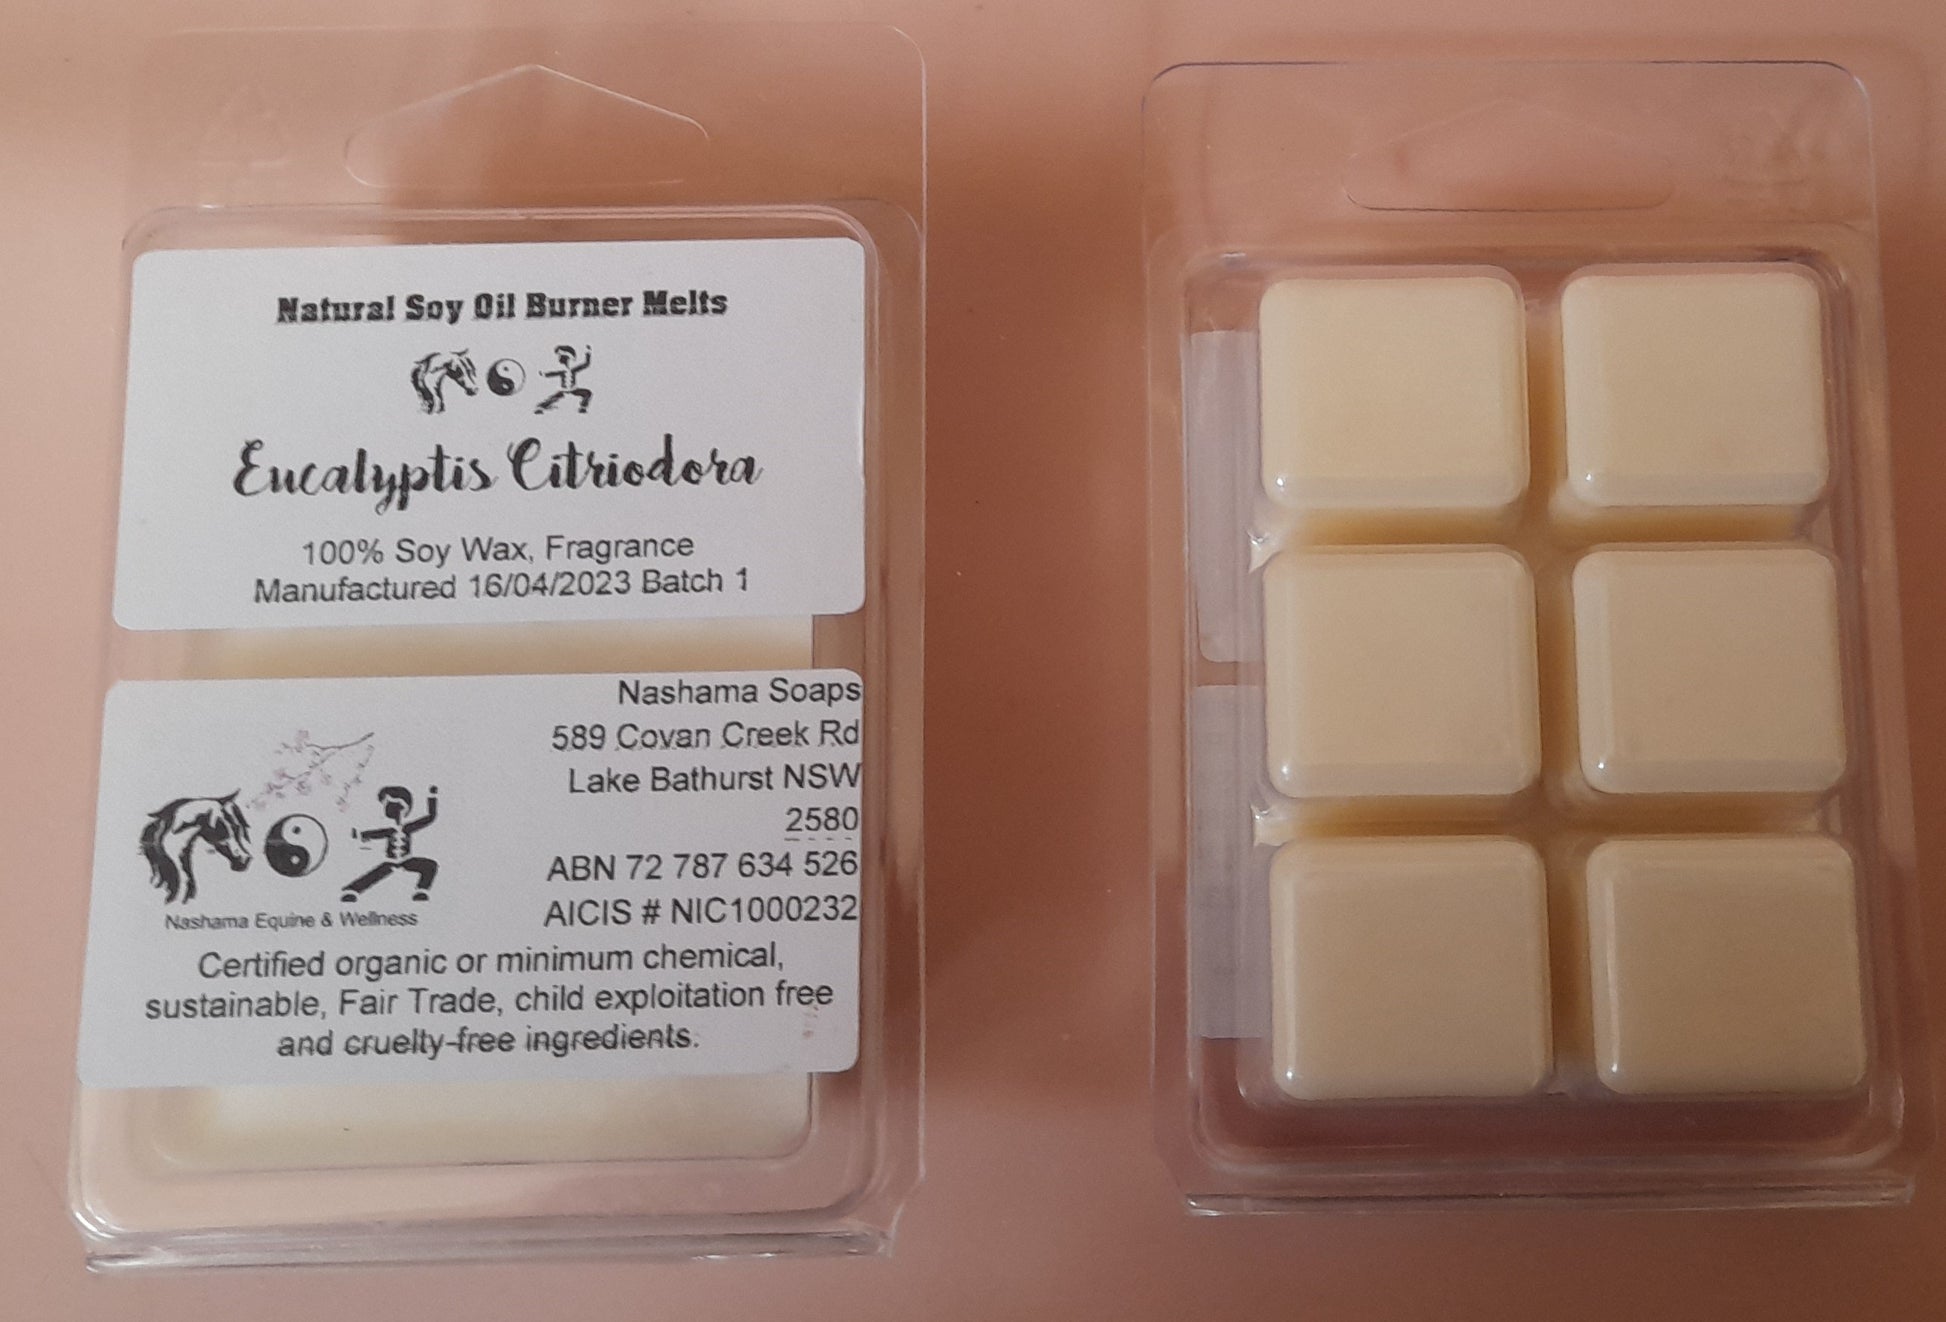 Natural Soy Oil Burner Melts
Eucalyptis Citriodora
100% Soy Wax, Fragrance
Manufactured 16/04/2023 Batch 1
Nashama Soaps
589 Covan Creek Rd
Lake Bathurst NSW
2580
ABN 72 787 634 526
AICIS # NIC1000232
Nashama Equine & Wellness
Certified organic or minimum chemical,
sustainable, Fair Trade, child exploitation free
and cruelty-free ingredients.